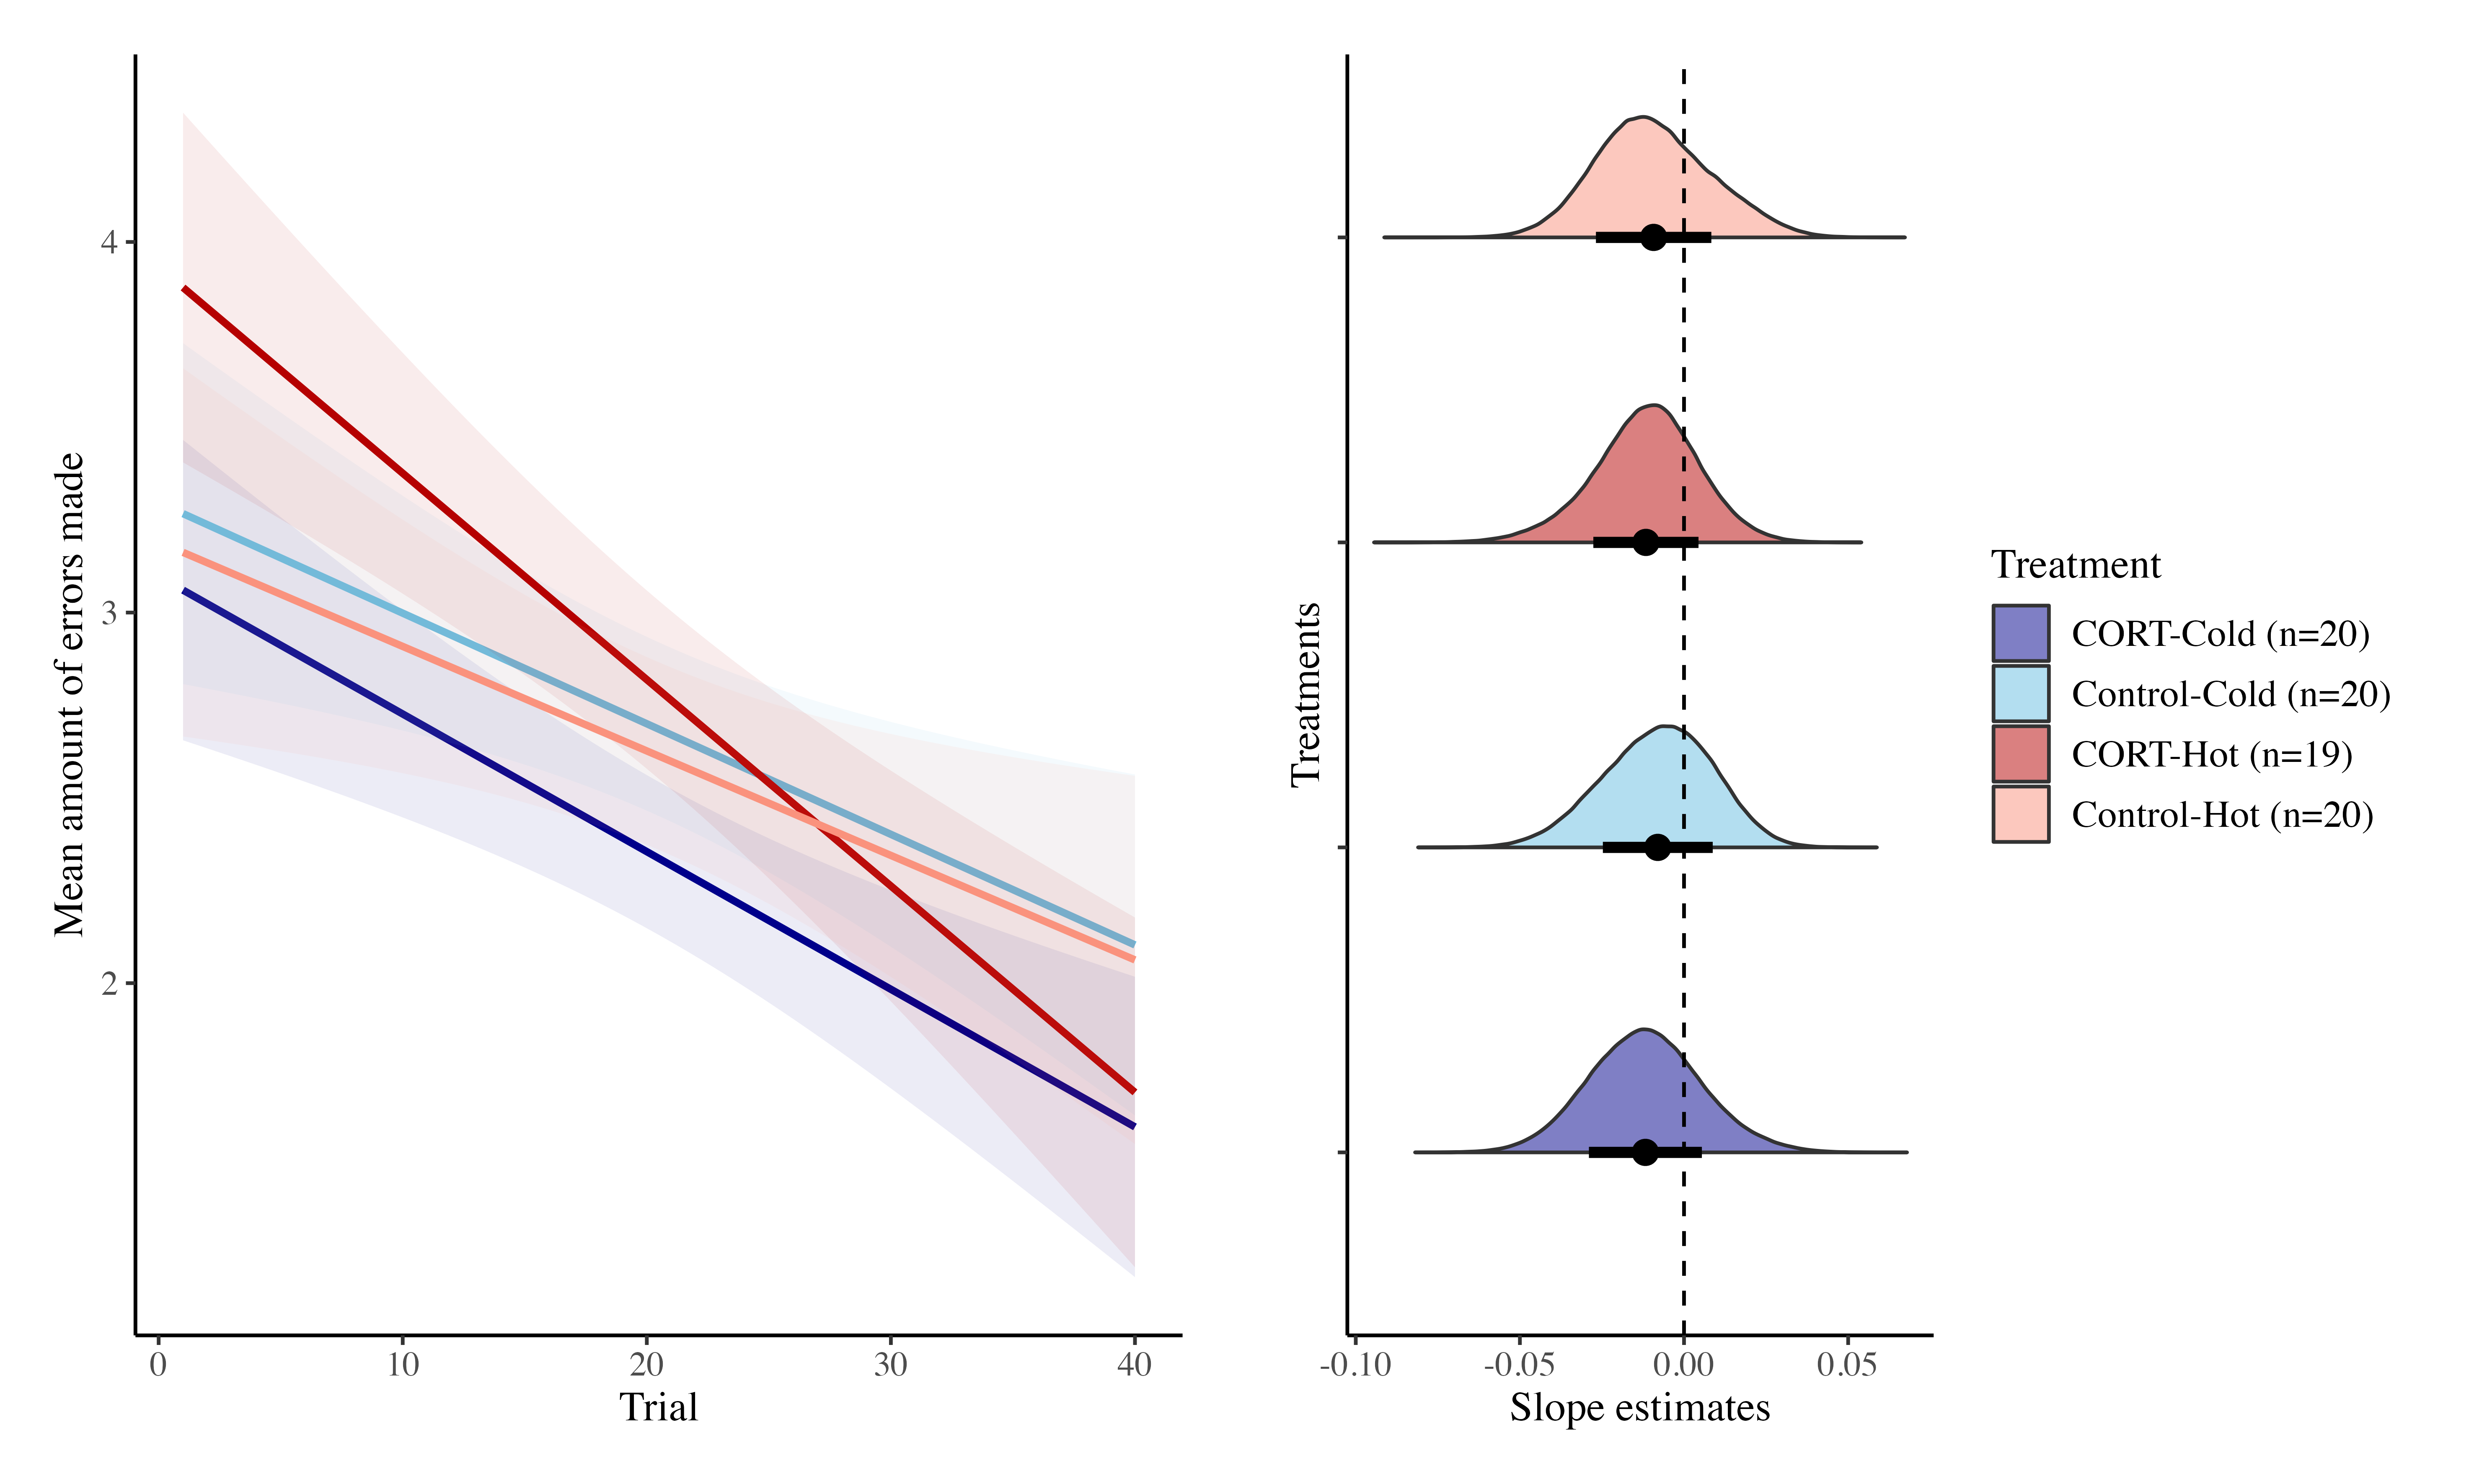 Mean amount of errors made
4
3
2
0 10 20 30 40
Trial
Treatments
-0.10 -0.05 0.00 0.05
Slope estimates
Treatment
CORT-Cold (n=20)
Control-Cold (n=20)
CORT-Hot (n=19)
Control-Hot (n=20)